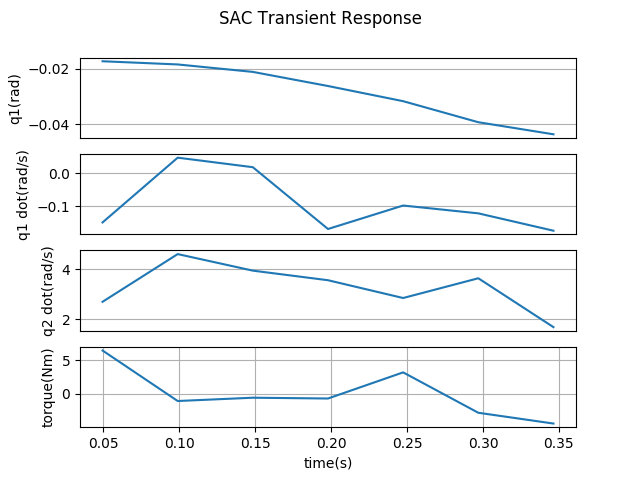 SAC Transient Response
q1(rad)
−0.02
−0.04
q1 dot(rad/s)
0.0
−0.1
q2 dot(rad/s)
4
2
torque(Nm)
5
0
0.05 0.10 0.15 0.20 0.25 0.30 0.35
time(s)